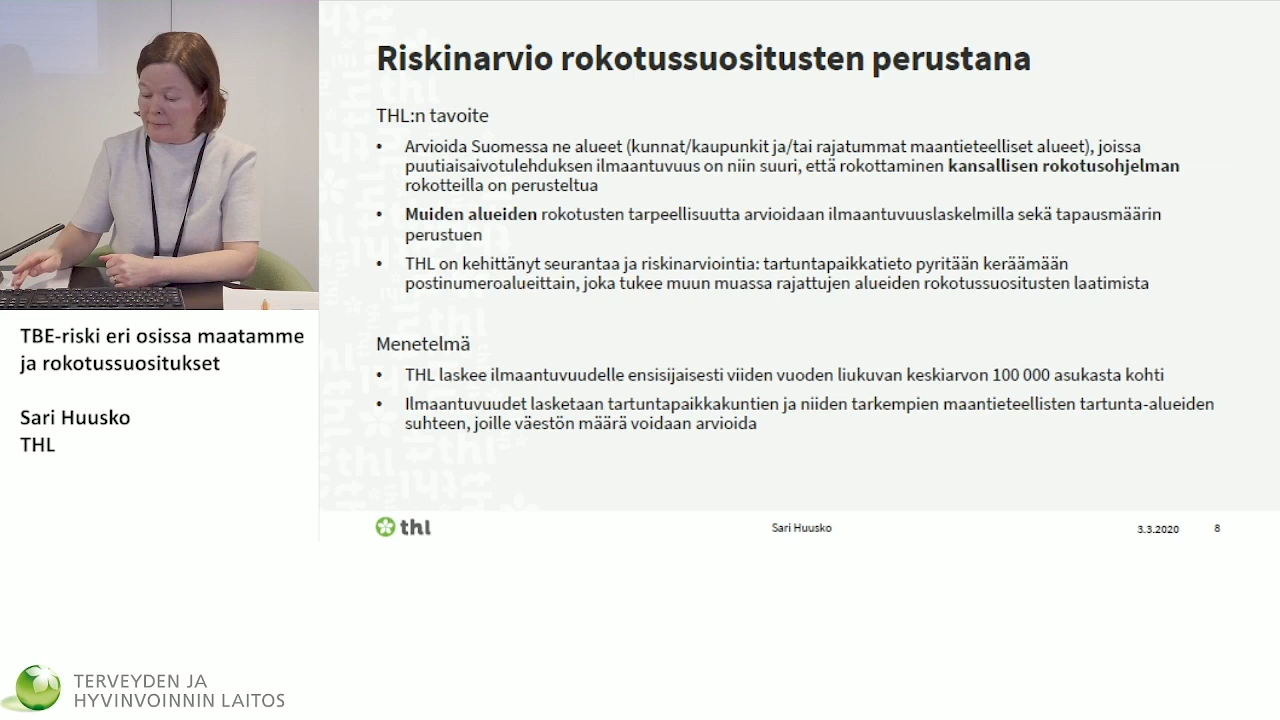 Riskinarvio rokotussuositusten perustana
THL:n tavoite
• Arvioida Suomessa ne alueet (kunnat/kaupunkit ja/tai rajatummat maantieteelliset alueet), joissa
puutiaisaivotulehduksen ilmaantuvuus on niin suuri, että rokottaminen kansallisen rokotusohjelman
rokotteilla on perusteltua
• Muiden alueiden rokotusten tarpeellisuutta arvioidaan ilmaantuvuuslaskelmilla sekä tapausmäärin
perustuen
• THL on kehittänyt seurantaa ja riskinarviointia: tartuntapaikkatieto pyritään keräämään
postinumeroalueittain, joka tukee muun muassa rajattujen alueiden rokotussuositusten laatimista
Menetelmä
• THL laskee ilmaantuvuudelle ensisijaisesti viiden vuoden liukuvan keskiarvon 100 000 asukasta kohti
• Ilmaantuvuudet lasketaan tartuntapaikkakuntien ja niiden tarkempien maantieteellisten tartunta-alueiden
suhteen, joille väestön määrä voidaan arvioida
thl
Sari Huusko
3.3.2020
8
TBE-riski eri osissa maatamme
ja rokotussuositukset
Sari Huusko
THL
TERVEYDEN JA
HYVINVOINNIN LAITOS